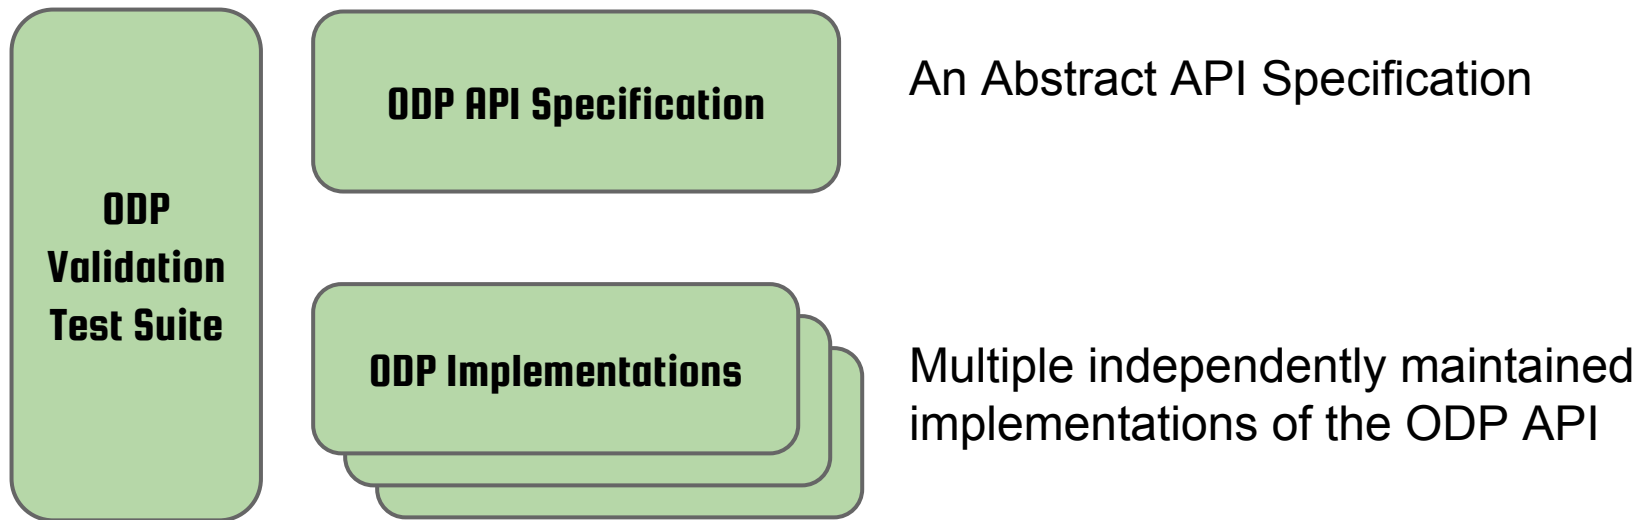 ODP
Validation
Test Suite
ODP API Specification
An Abstract API Specification
ODP Implementations
Multiple independently maintained
implementations of the ODP API